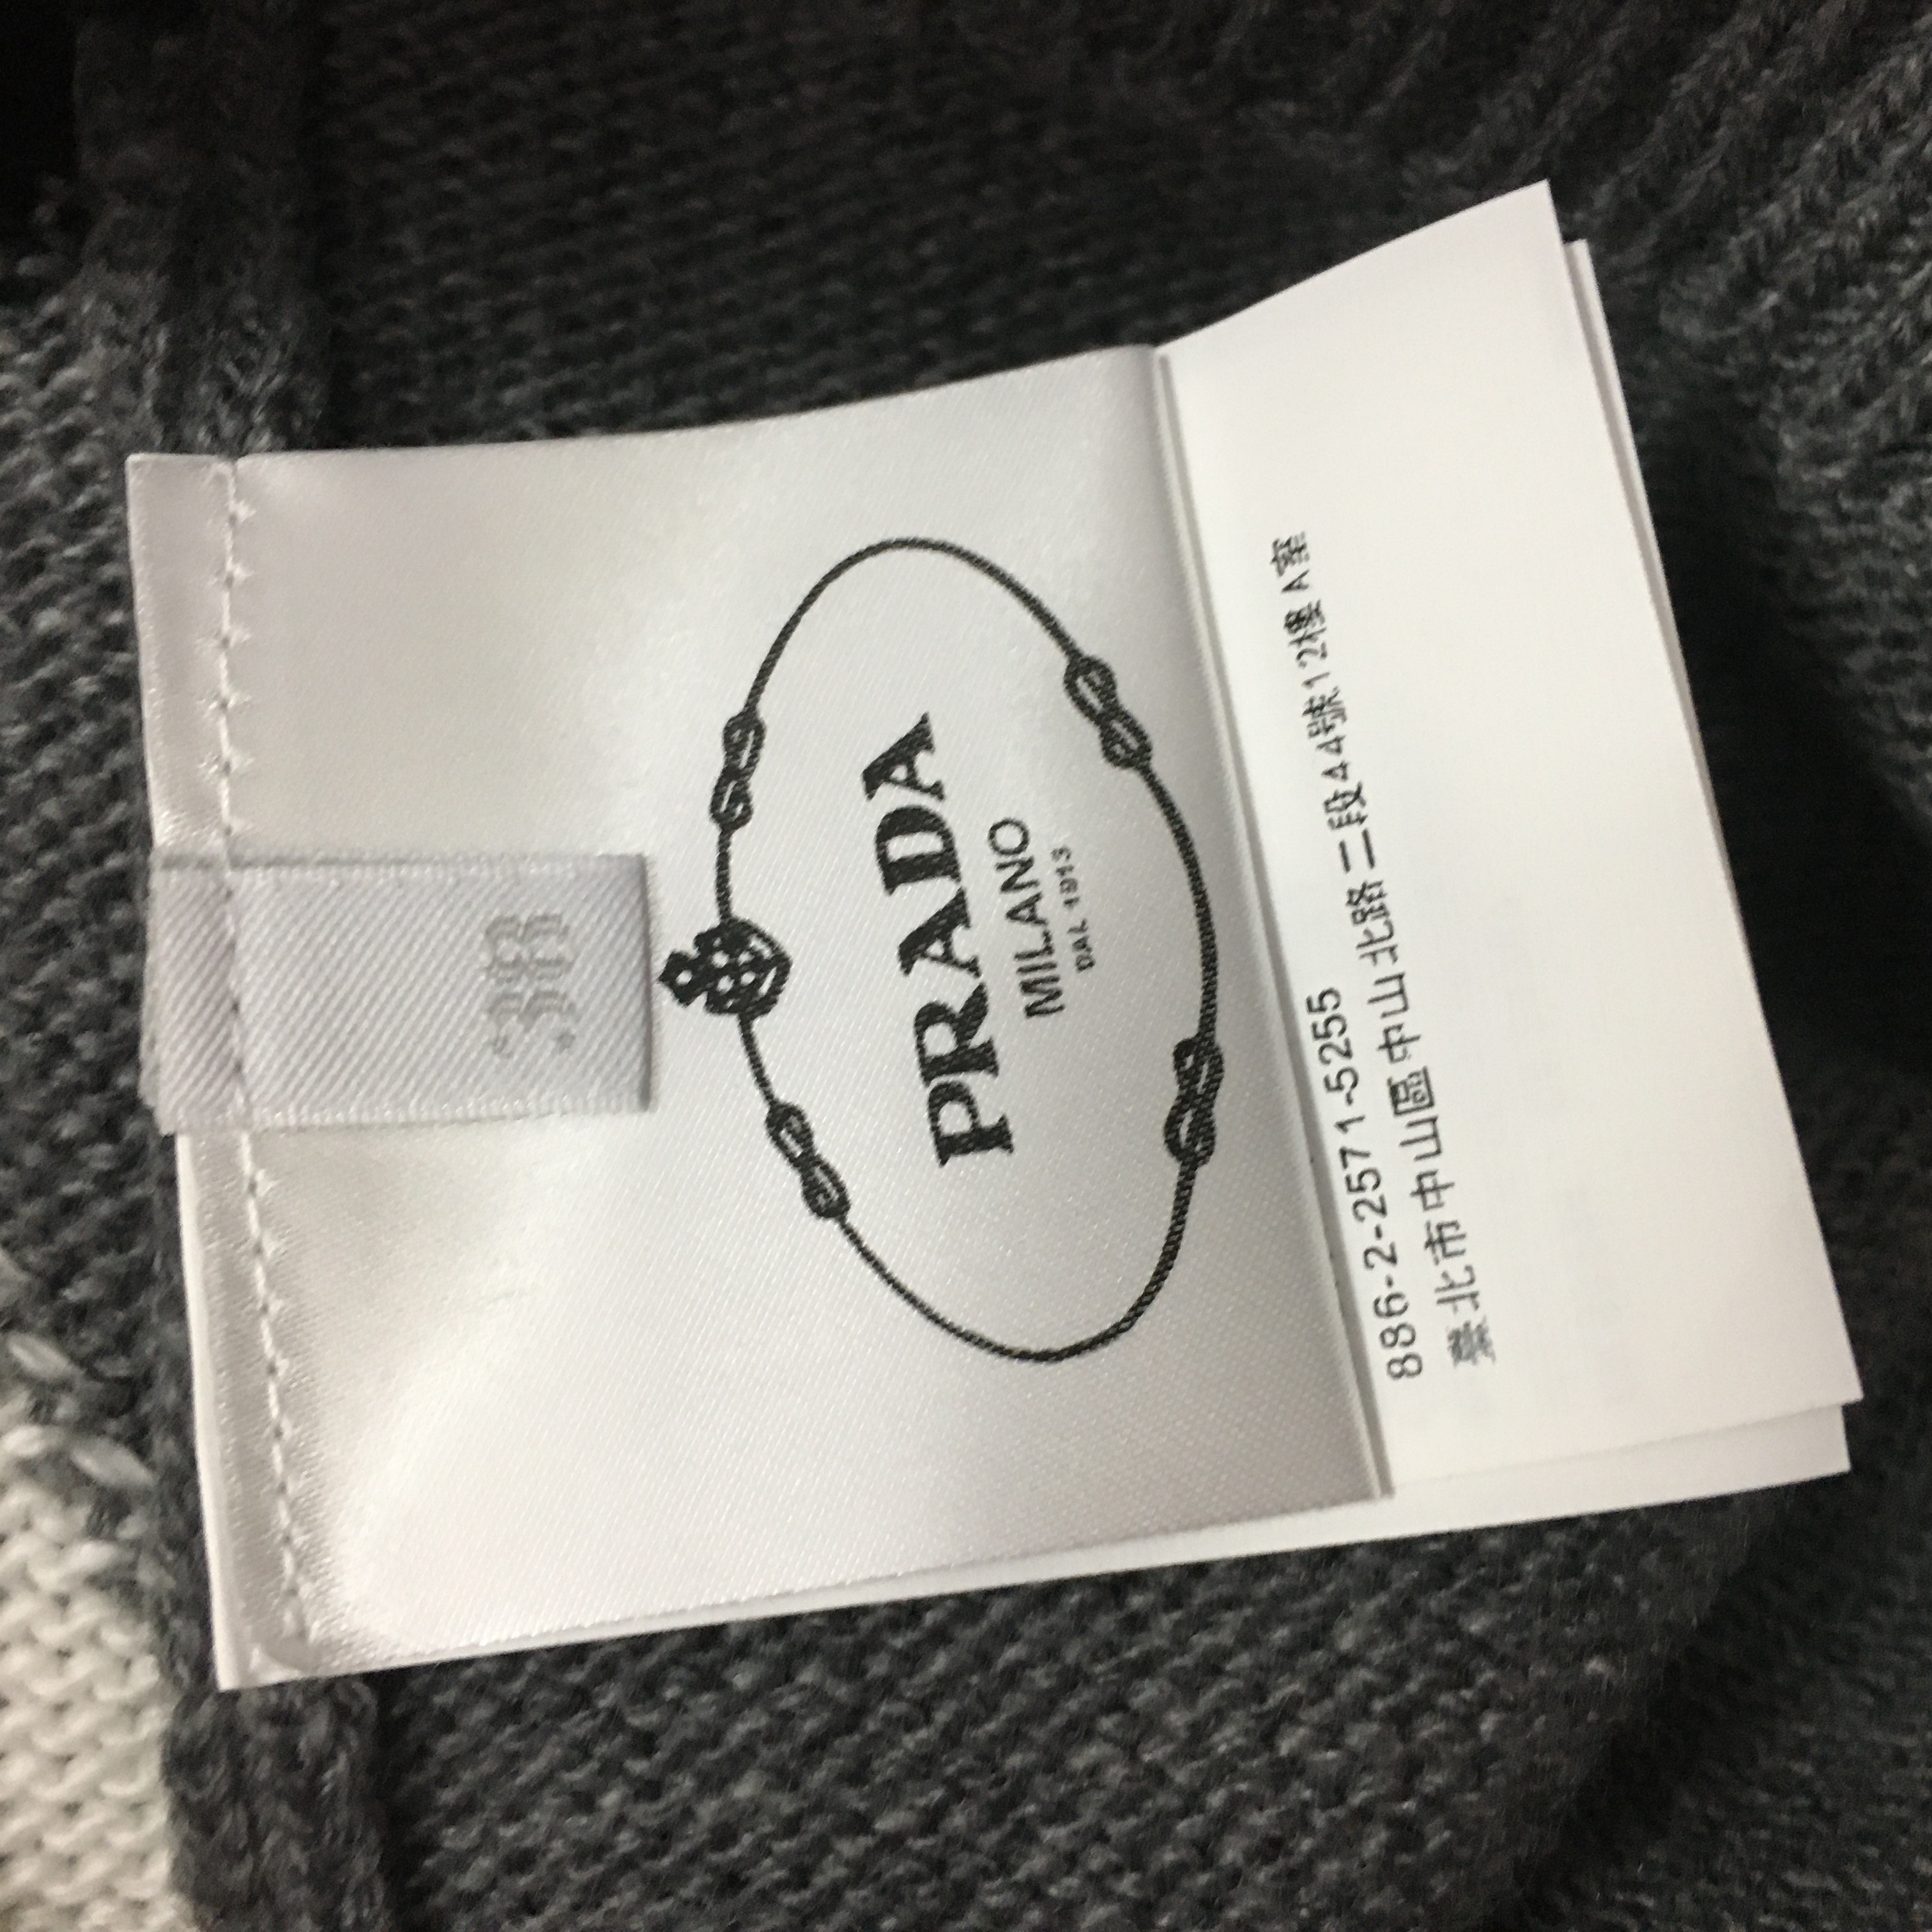 38
PRADA
MILANO
DAL 1913
886-2-2571-5255
臺北市中山區中山北路二段44號12樓A室